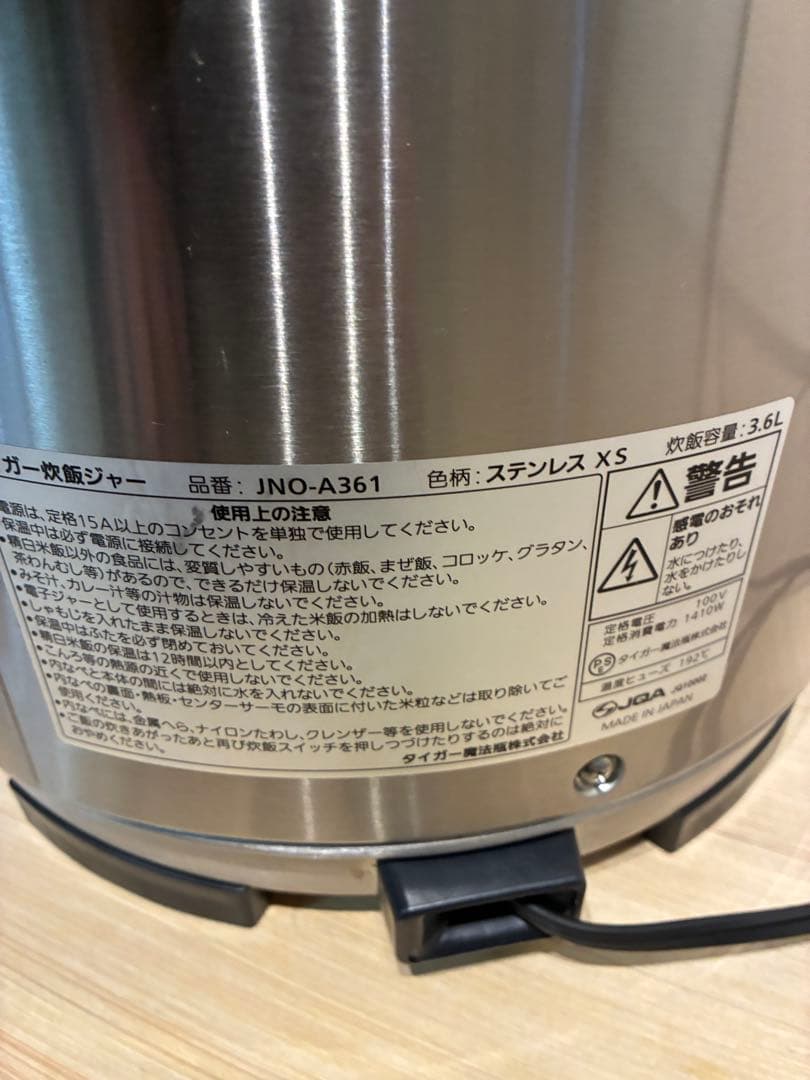 ガー炊飯ジャー 品番: JNO-A361 色柄:ステンレス XS 炊飯容量:3.6L
使用上の注意
電源は、定格15A以上のコンセントを単独で使用してください。
保温中は必ず電源に接続してください。
•精白米飯以外の食品には、変質しやすいもの(赤飯、まぜ飯、コロッケ、グラタン、
茶わんむし等)があるので、できるだけ保温しないでください。
•みそ汁、カレー汁等の汁物は保温しないでください。
•電子ジャーとして使用するときは、冷えた米飯の加熱はしないでください。
•しゃもじを入れたまま保温しないでください。
•保温中はふたを必ず閉めておいてください。
•精白米飯の保温は12時間以内としてください。
•こんろ等の熱源の近くで使用しないでください。
•内なべと本体の間には絶対に水を入れないでください。
•内なべの裏面・熱板・センターサーモの表面に付いた米粒などは取り除いてご
使用ください。
•内なべには、金属へら、ナイロンたわし、クレンザー等を使用しないでください。
•ご飯の炊きあがったあと再び炊飯スイッチを押しつづけたりするのは絶対に
おやめください。
タイガー魔法瓶株式会社
警告
感電のおそれ
あり
水につけたり、
水をかけたりし
ない。
定格電圧 100V
定格消費電力 1410W
PSE タイガー魔法瓶株式会社
温度ヒューズ 192℃
JQA
MADE IN JAPAN